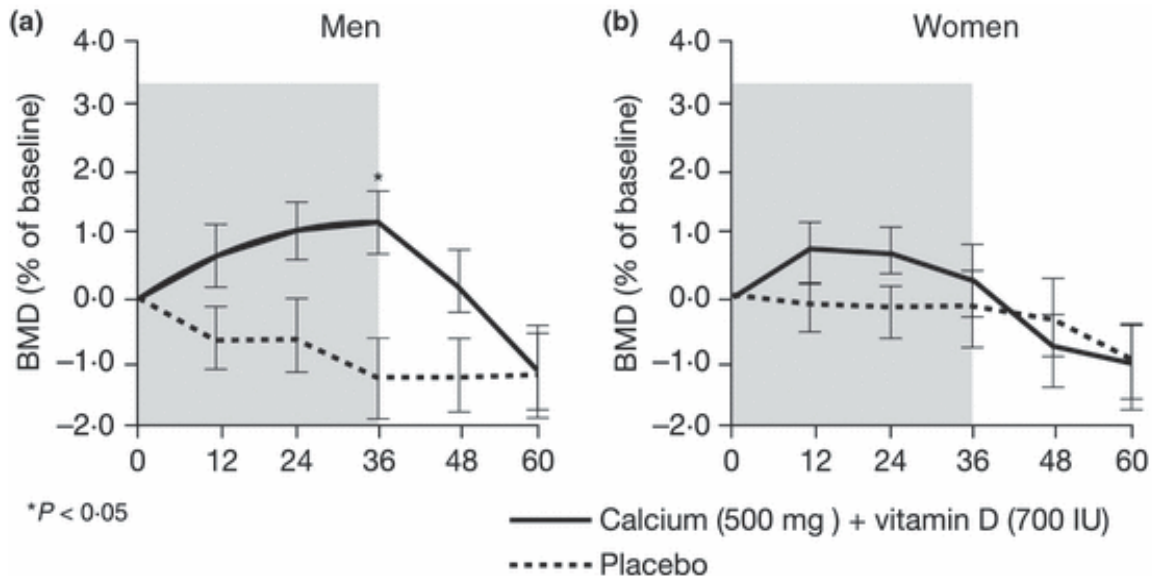 (a) Men
4·0
3·0
2·0
1·0
0·0
–1·0
–2·0
BMD (% of baseline)
*
0 12 24 36 48 60
(b) Women
4·0
3·0
2·0
1·0
0·0
–1·0
–2·0
BMD (% of baseline)
0 12 24 36 48 60
*P < 0·05
Calcium (500 mg ) + vitamin D (700 IU)
Placebo